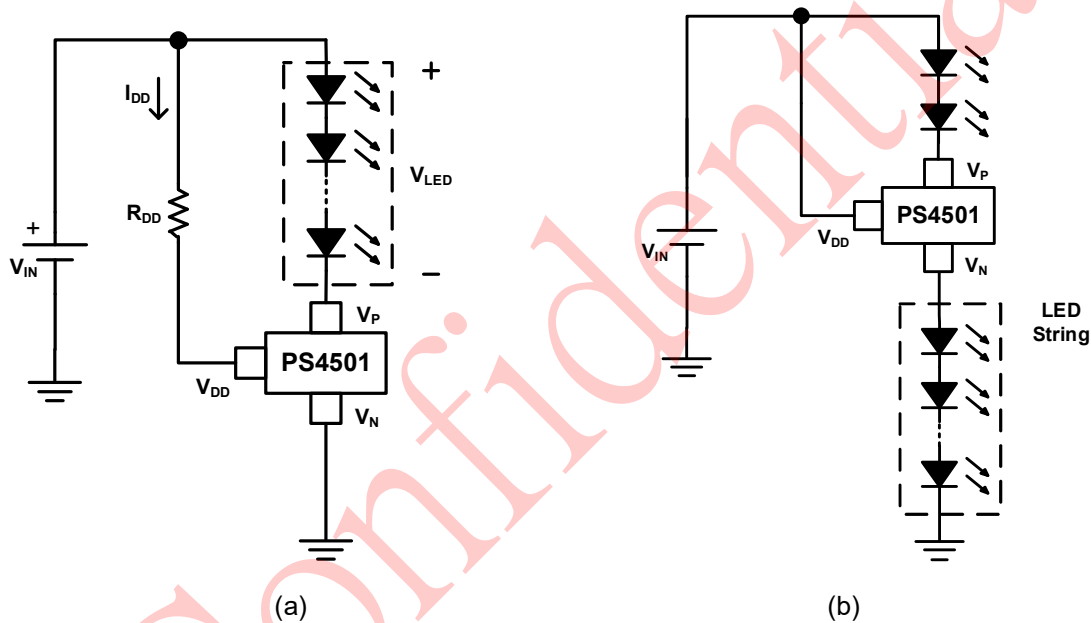 I_DD
R_DD
+
V_IN
+
V_LED
−
V_P
PS4501
V_DD
V_N
(a)
V_IN
V_P
PS4501
V_DD
V_N
LED
String
(b)
Confidential